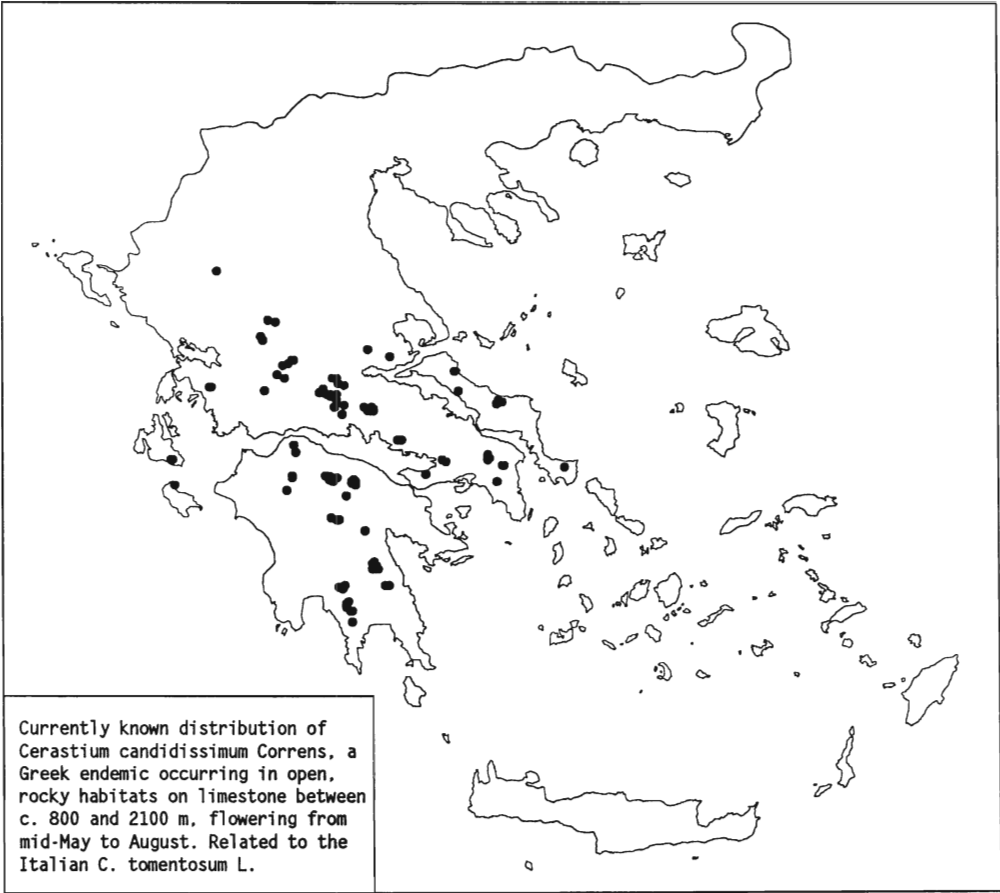 Currently known distribution of
Cerastium candidissimum Correns, a
Greek endemic occurring in open,
rocky habitats on limestone between
c. 800 and 2100 m, flowering from
mid-May to August. Related to the
Italian C. tomentosum L.